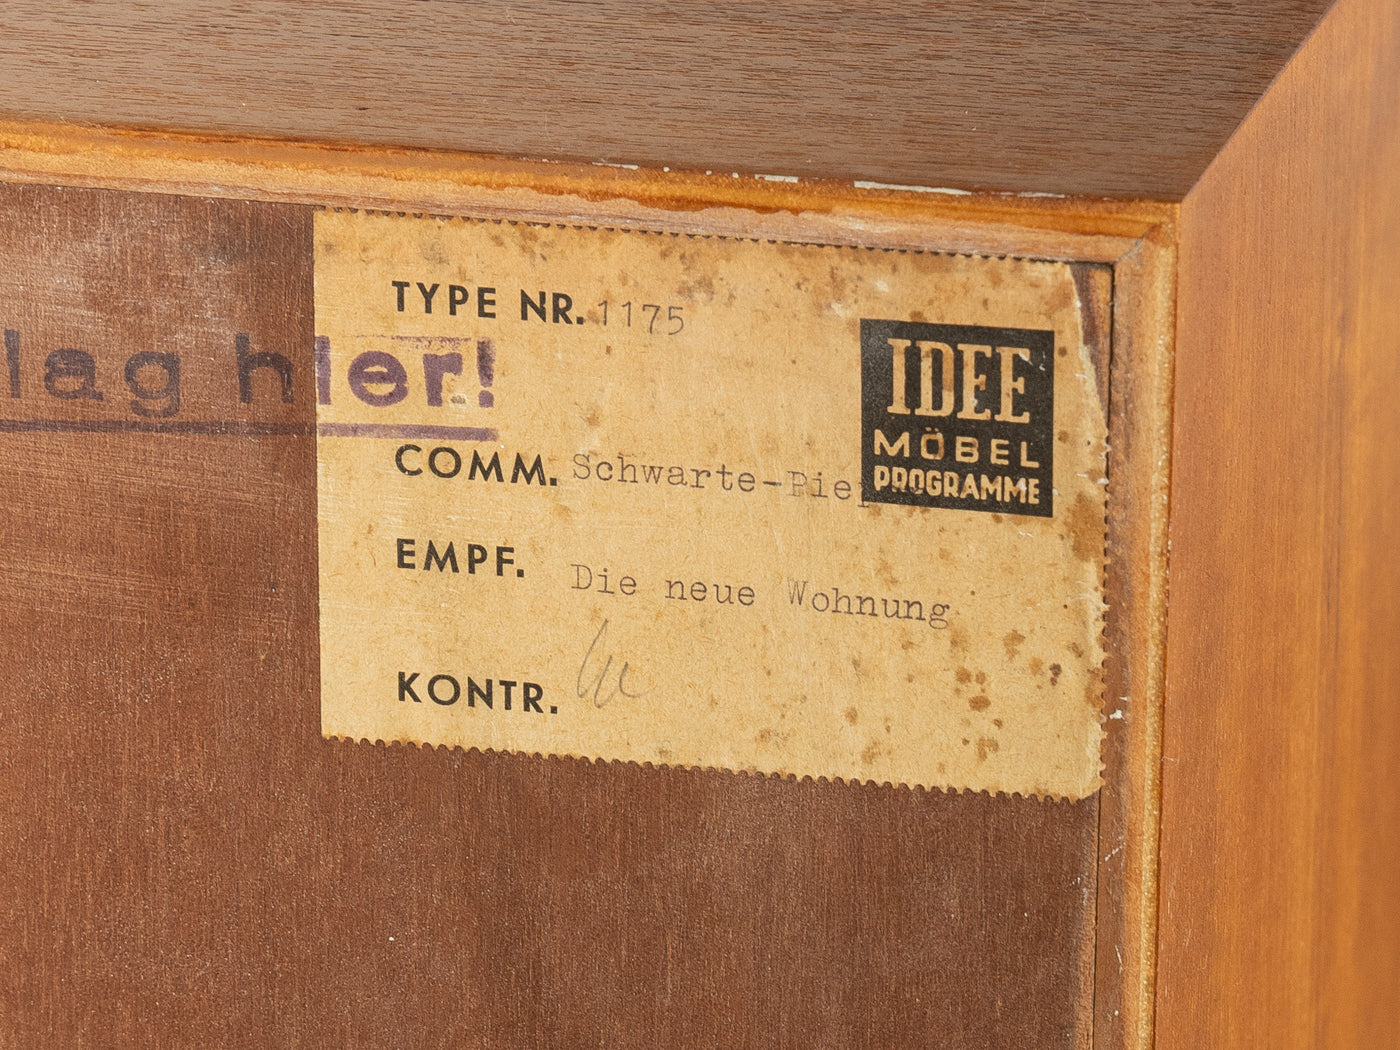 TYPE NR. 1175
lag hier!
IDEE
MÖBEL
PROGRAMME
COMM. Schwarte-Pie
EMPF. Die neue Wohnung
KONTR.